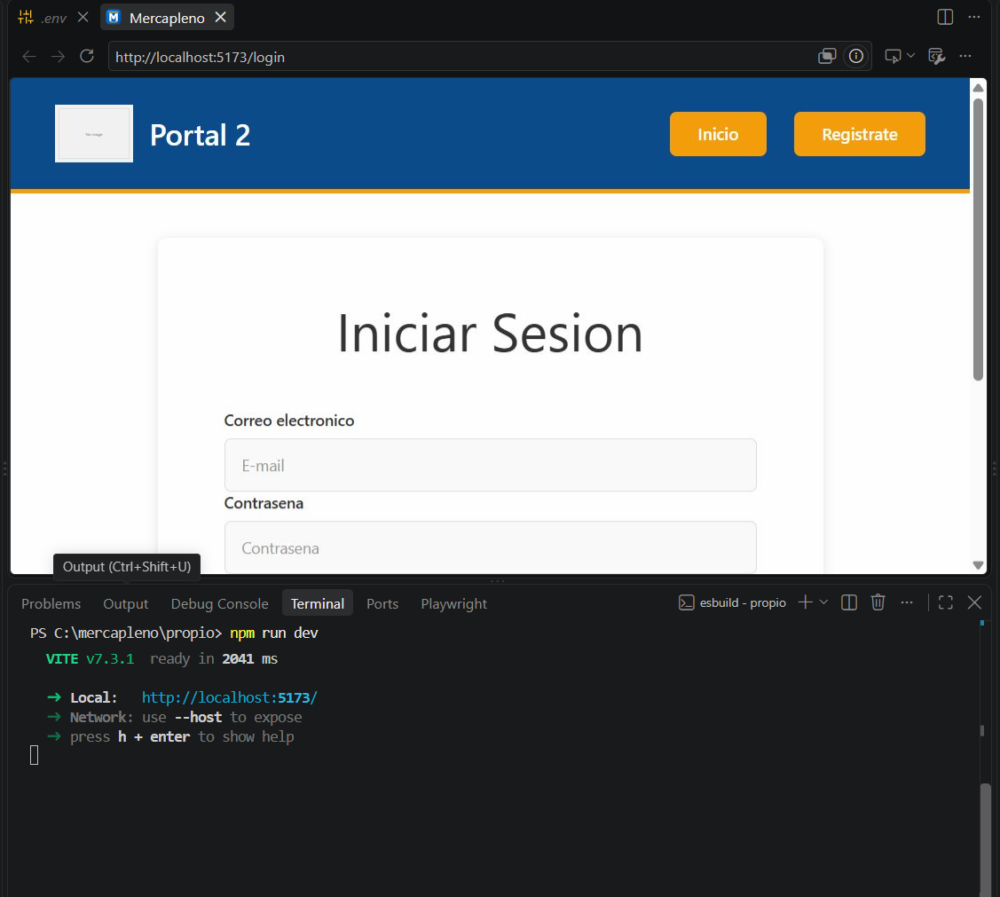 .env Mercapleno
http://localhost:5173/login
No image
Portal 2
Inicio
Registrate
Iniciar Sesion
Correo electronico
E-mail
Contrasena
Contrasena
Output (Ctrl+Shift+U)
Problems Output Debug Console Terminal Ports Playwright esbuild - propio
PS C:\mercapleno\propio> npm run dev
VITE v7.3.1 ready in 2041 ms
➜ Local: http://localhost:5173/
➜ Network: use --host to expose
➜ press h + enter to show help